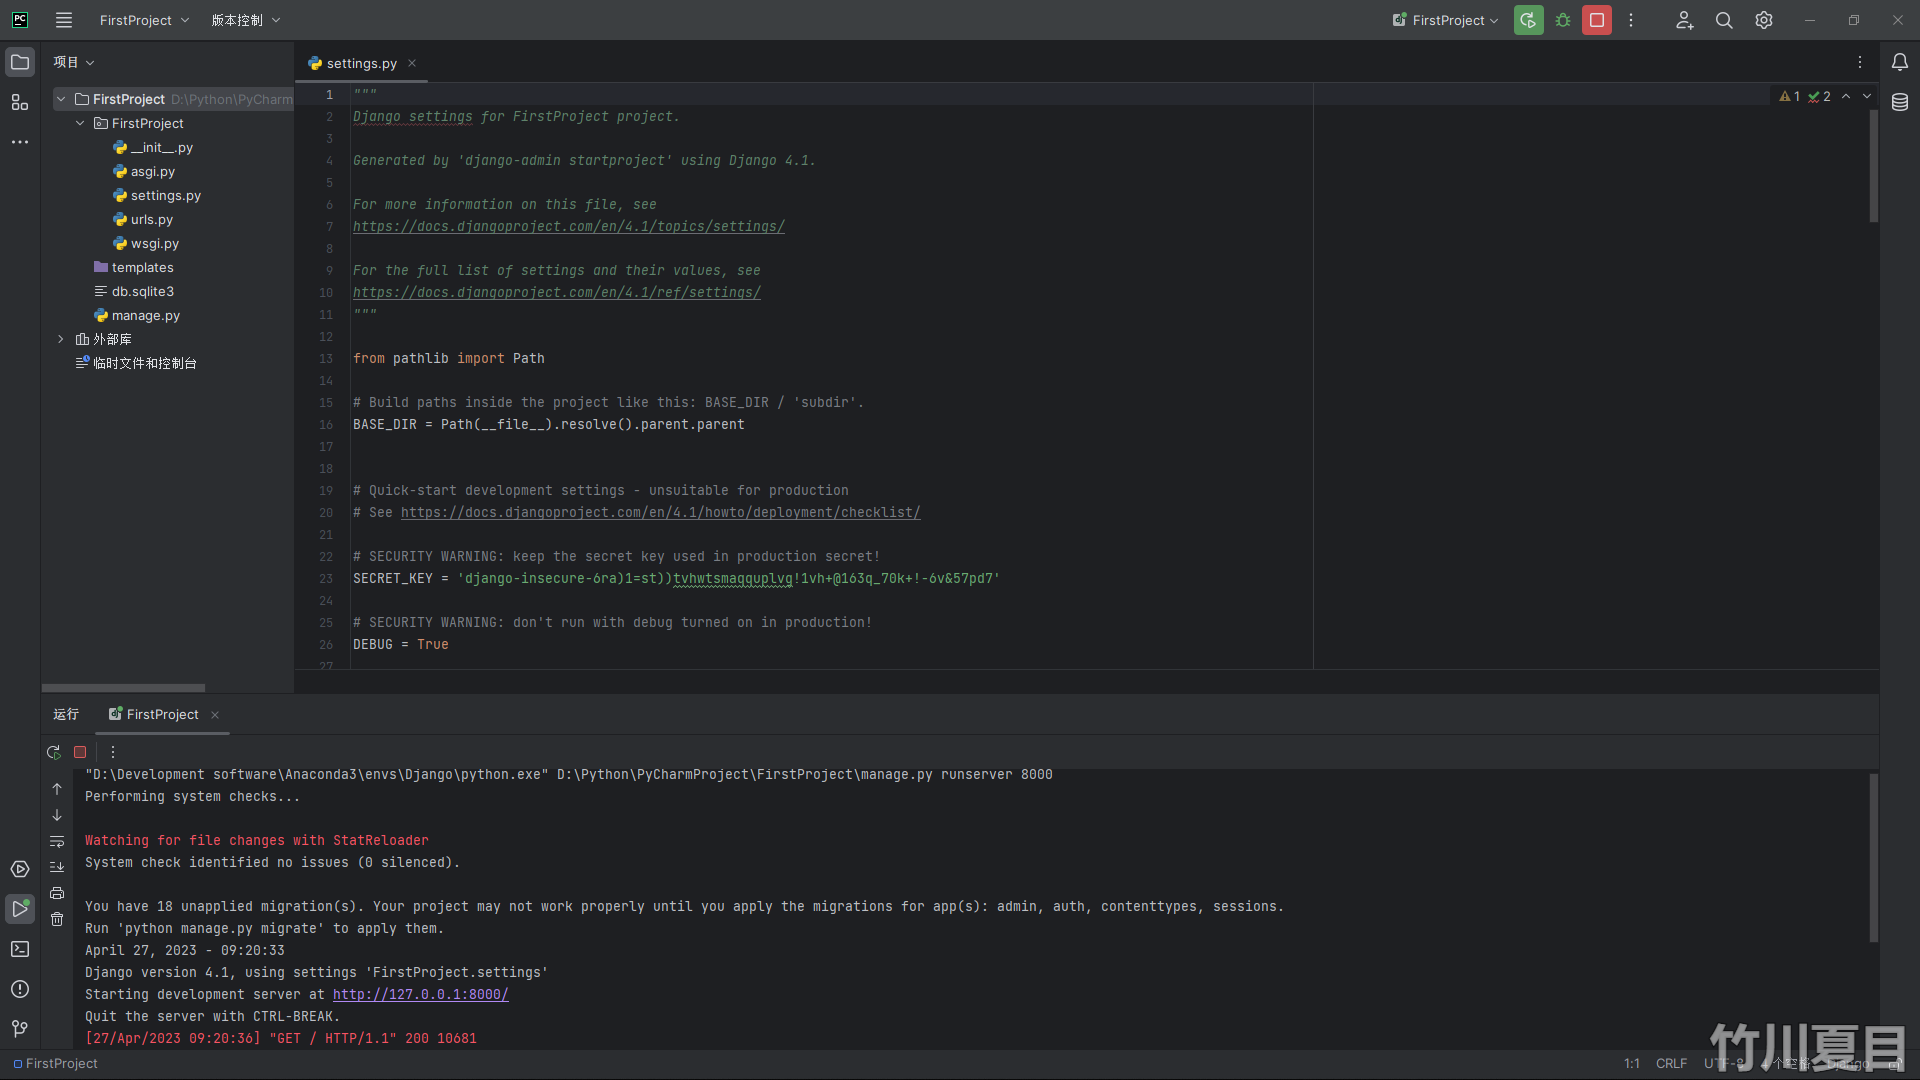 PC FirstProject 版本控制 FirstProject
项目
settings.py
FirstProject D:\Python\PyCharm
FirstProject
__init__.py
asgi.py
settings.py
urls.py
wsgi.py
templates
db.sqlite3
manage.py
外部库
临时文件和控制台
1 """
2 Django settings for FirstProject project.
3
4 Generated by 'django-admin startproject' using Django 4.1.
5
6 For more information on this file, see
7 https://docs.djangoproject.com/en/4.1/topics/settings/
8
9 For the full list of settings and their values, see
10 https://docs.djangoproject.com/en/4.1/ref/settings/
11 """
12
13 from pathlib import Path
14
15 # Build paths inside the project like this: BASE_DIR / 'subdir'.
16 BASE_DIR = Path(__file__).resolve().parent.parent
17
18
19 # Quick-start development settings - unsuitable for production
20 # See https://docs.djangoproject.com/en/4.1/howto/deployment/checklist/
21
22 # SECURITY WARNING: keep the secret key used in production secret!
23 SECRET_KEY = 'django-insecure-6ra)1=st))tvhwtsmaqquplvg!1vh+@163q_70k+!-6v&57pd7'
24
25 # SECURITY WARNING: don't run with debug turned on in production!
26 DEBUG = True
27
1 2
运行 FirstProject
"D:\Development software\Anaconda3\envs\Django\python.exe" D:\Python\PyCharmProject\FirstProject\manage.py runserver 8000
Performing system checks...
Watching for file changes with StatReloader
System check identified no issues (0 silenced).
You have 18 unapplied migration(s). Your project may not work properly until you apply the migrations for app(s): admin, auth, contenttypes, sessions.
Run 'python manage.py migrate' to apply them.
April 27, 2023 - 09:20:33
Django version 4.1, using settings 'FirstProject.settings'
Starting development server at http://127.0.0.1:8000/
Quit the server with CTRL-BREAK.
[27/Apr/2023 09:20:36] "GET / HTTP/1.1" 200 10681
FirstProject 1:1 CRLF UTF-8 4 个空格 Django
竹川夏目